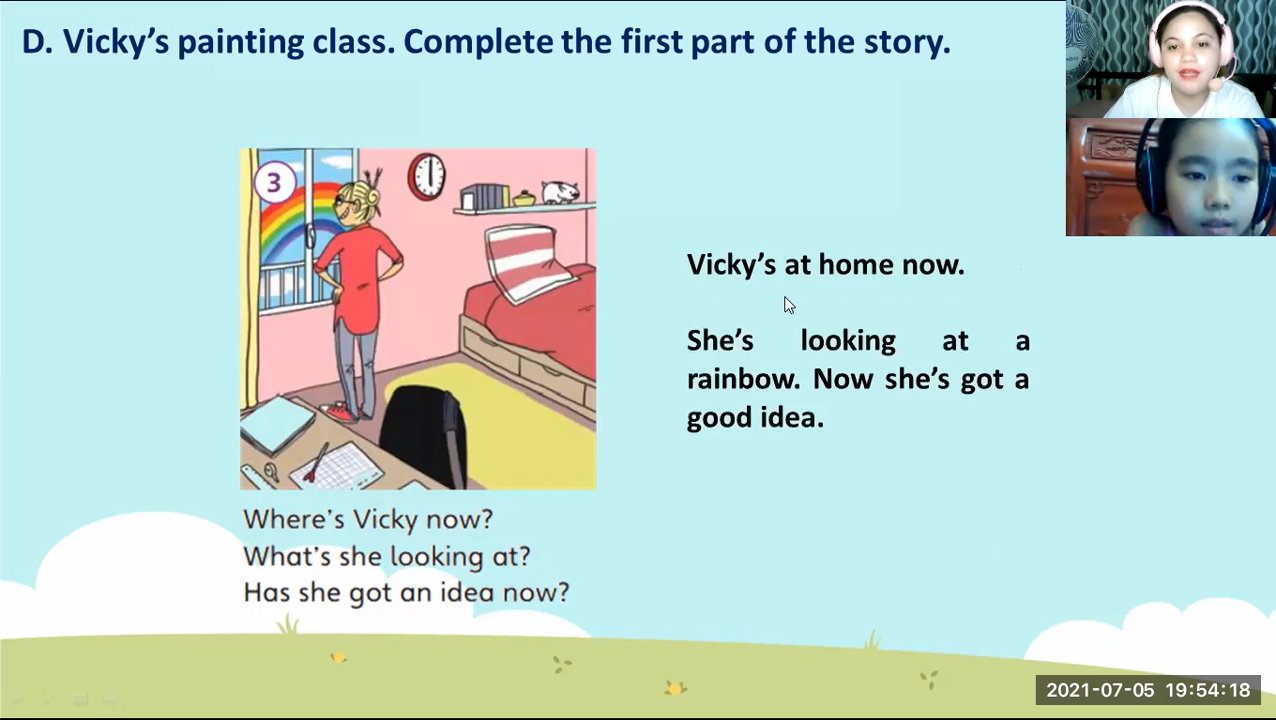 D. Vicky's painting class. Complete the first part of the story.
3
Vicky's at home now.
She's looking at a
rainbow. Now she's got a
good idea.
Where's Vicky now?
What's she looking at?
Has she got an idea now?
2021-07-05 19:54:18